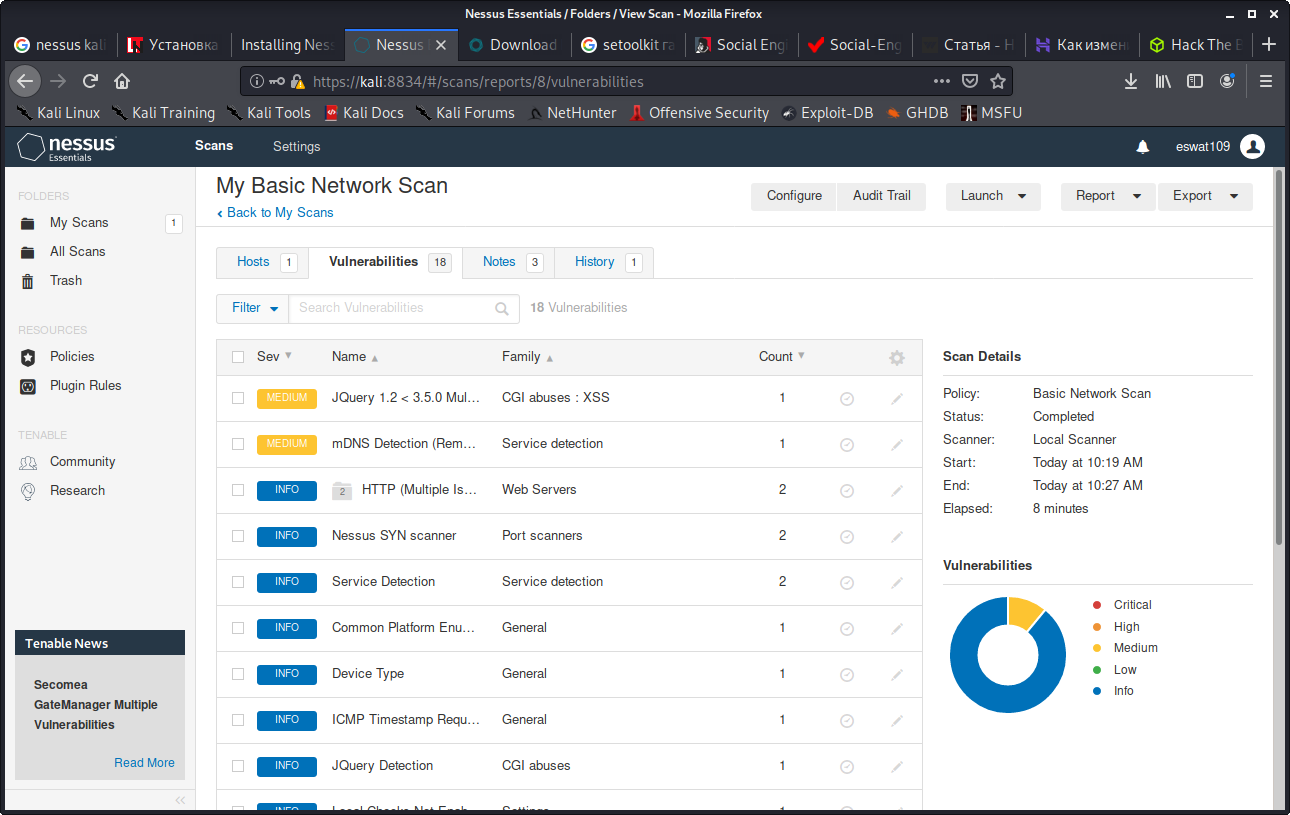 Nessus Essentials / Folders / View Scan - Mozilla Firefox
nessus kali
Установка
Installing Nes
Nessus
Download
setoolkit ra
Social Eng
Social-Eng
Статья - H
Как измен
Hack The B
https://kali:8834/#/scans/reports/8/vulnerabilities
Kali Linux Kali Training Kali Tools Kali Docs Kali Forums NetHunter Offensive Security Exploit-DB GHDB MSFU
nessus Essentials Scans Settings eswat109
FOLDERS
My Scans 1
All Scans
Trash
RESOURCES
Policies
Plugin Rules
TENABLE
Community
Research
Tenable News
Secomea
GateManager Multiple
Vulnerabilities
Read More
My Basic Network Scan
Back to My Scans
Configure Audit Trail Launch Report Export
Hosts 1 Vulnerabilities 18 Notes 3 History 1
Filter Search Vulnerabilities 18 Vulnerabilities
Sev Name Family Count
MEDIUM JQuery 1.2 < 3.5.0 Mul... CGI abuses : XSS 1
MEDIUM mDNS Detection (Rem... Service detection 1
INFO 2 HTTP (Multiple Is... Web Servers 2
INFO Nessus SYN scanner Port scanners 2
INFO Service Detection Service detection 2
INFO Common Platform Enu... General 1
INFO Device Type General 1
INFO ICMP Timestamp Requ... General 1
INFO JQuery Detection CGI abuses 1
Scan Details
Policy: Basic Network Scan
Status: Completed
Scanner: Local Scanner
Start: Today at 10:19 AM
End: Today at 10:27 AM
Elapsed: 8 minutes
Vulnerabilities
Critical
High
Medium
Low
Info